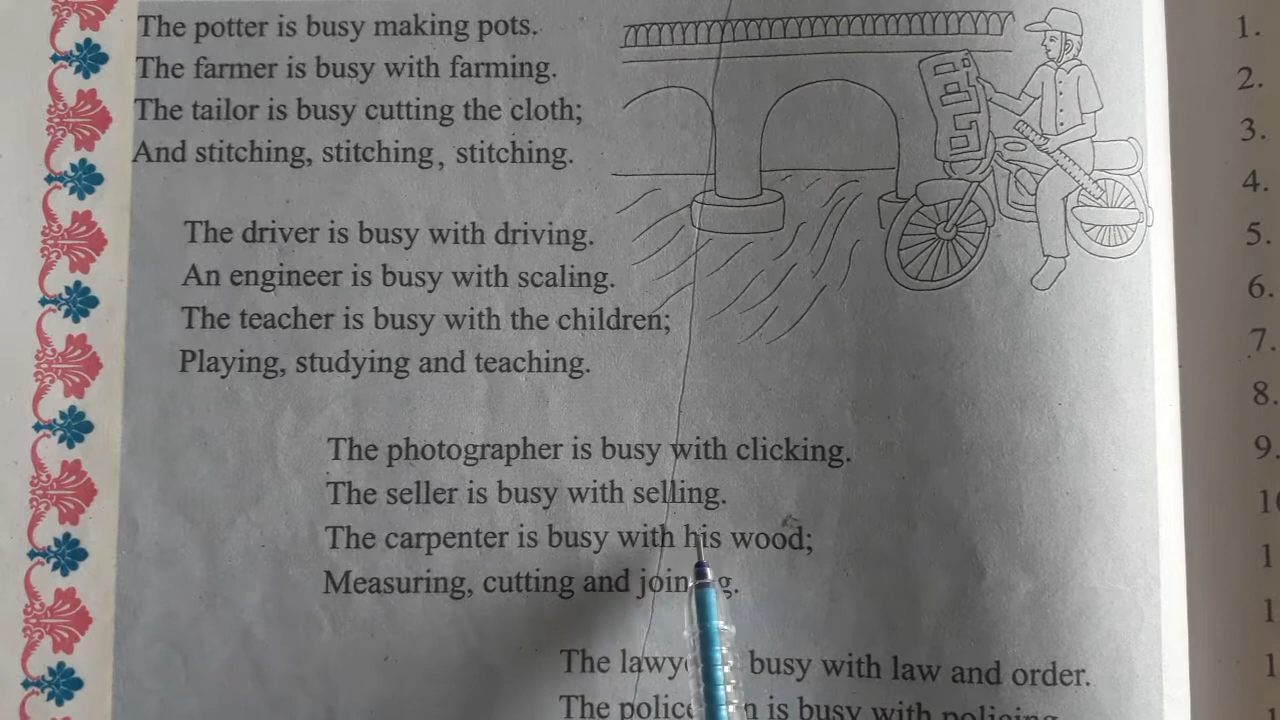 The potter is busy making pots.
The farmer is busy with farming.
The tailor is busy cutting the cloth;
And stitching, stitching, stitching.
The driver is busy with driving.
An engineer is busy with scaling.
The teacher is busy with the children;
Playing, studying and teaching.
The photographer is busy with clicking.
The seller is busy with selling.
The carpenter is busy with his wood;
Measuring, cutting and joining.
The busy with law and order.
The is busy with policing
1.
2.
3.
4.
5.
6.
7.
8.
9.